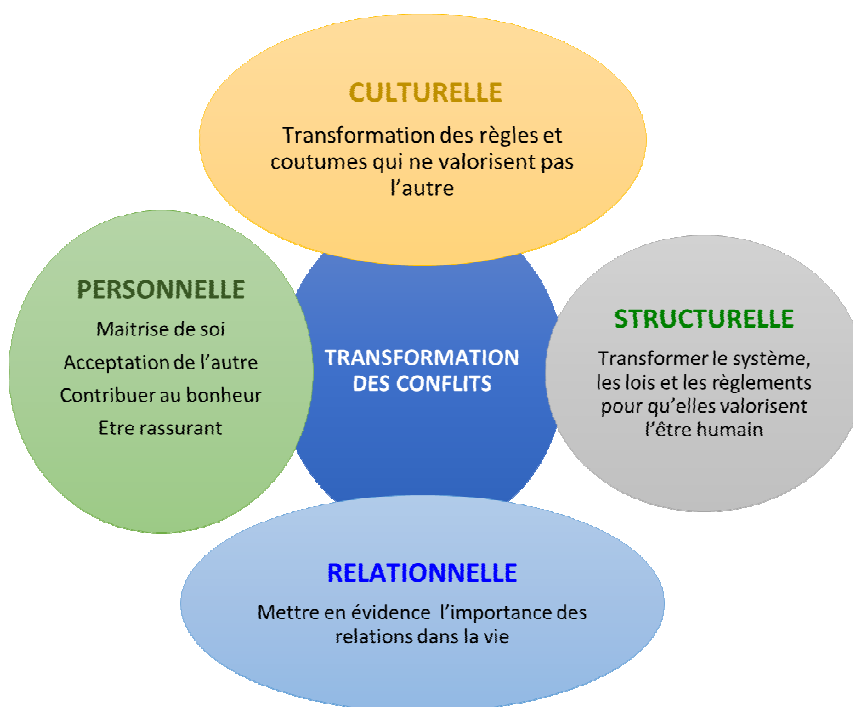 CULTURELLE
Transformation des règles et
coutumes qui ne valorisent pas
l'autre
PERSONNELLE
Maitrise de soi
Acceptation de l'autre
Contribuer au bonheur
Etre rassurant
TRANSFORMATION
DES CONFLITS
STRUCTURELLE
Transformer le système,
les lois et les règlements
pour qu'elles valorisent
l'être humain
RELATIONNELLE
Mettre en évidence l'importance des
relations dans la vie